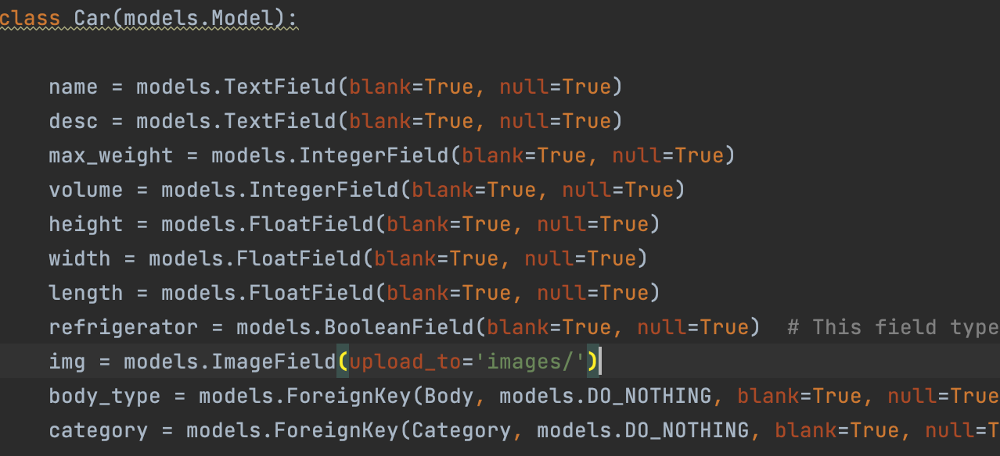 class Car(models.Model):
name = models.TextField(blank=True, null=True)
desc = models.TextField(blank=True, null=True)
max_weight = models.IntegerField(blank=True, null=True)
volume = models.IntegerField(blank=True, null=True)
height = models.FloatField(blank=True, null=True)
width = models.FloatField(blank=True, null=True)
length = models.FloatField(blank=True, null=True)
refrigerator = models.BooleanField(blank=True, null=True)  # This field type
img = models.ImageField(upload_to='images/')
body_type = models.ForeignKey(Body, models.DO_NOTHING, blank=True, null=True
category = models.ForeignKey(Category, models.DO_NOTHING, blank=True, null=T